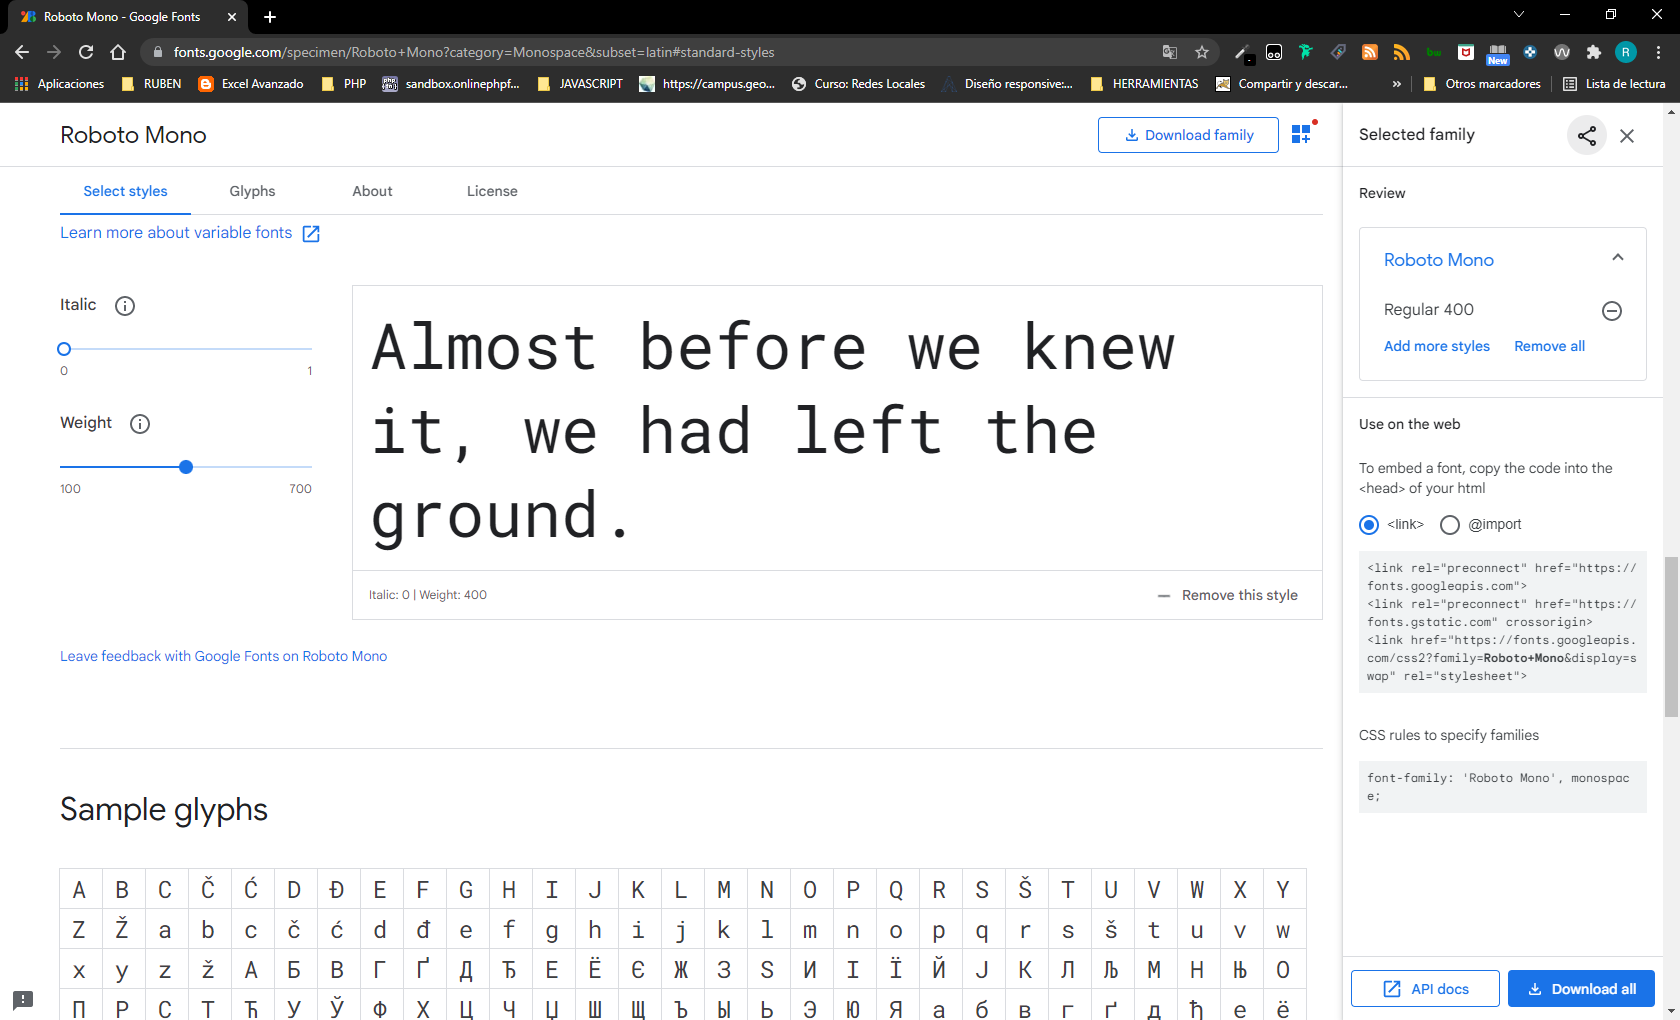 Roboto Mono - Google Fonts
fonts.google.com/specimen/Roboto+Mono?category=Monospace&subset=latin#standard-styles
New
R
Aplicaciones RUBEN Excel Avanzado PHP sandbox.onlinephpf... JAVASCRIPT https://campus.geo... Curso: Redes Locales Diseño responsive:... HERRAMIENTAS Compartir y descar... » Otros marcadores Lista de lectura
Roboto Mono
Download family
Select styles Glyphs About License
Learn more about variable fonts
Italic
0 1
Weight
100 700
Almost before we knew
it, we had left the
ground.
Italic: 0 | Weight: 400
Remove this style
Leave feedback with Google Fonts on Roboto Mono
Sample glyphs
A B C Č Ć D Đ E F G H I J K L M N O P Q R S Š T U V W X Y
Z Ž a b c č ć d đ e f g h i j k l m n o p q r s š t u v w
x y z ž А Б В Г Ґ Д Ђ Е Ё Є Ж З Ѕ И І Ї Й Ј К Л Љ М Н Њ О
П Р С Т Ћ У Ў Ф Х Ц Ч Џ Ш Щ Ъ Ы Ь Э Ю Я а б в г ґ д ђ е ё
Selected family
Review
Roboto Mono
Regular 400
Add more styles Remove all
Use on the web
To embed a font, copy the code into the
<head> of your html
<link> @import
<link rel="preconnect" href="https://
fonts.googleapis.com">
<link rel="preconnect" href="https://
fonts.gstatic.com" crossorigin>
<link href="https://fonts.googleapis.
com/css2?family=Roboto+Mono&display=s
wap" rel="stylesheet">
CSS rules to specify families
font-family: 'Roboto Mono', monospac
e;
API docs Download all